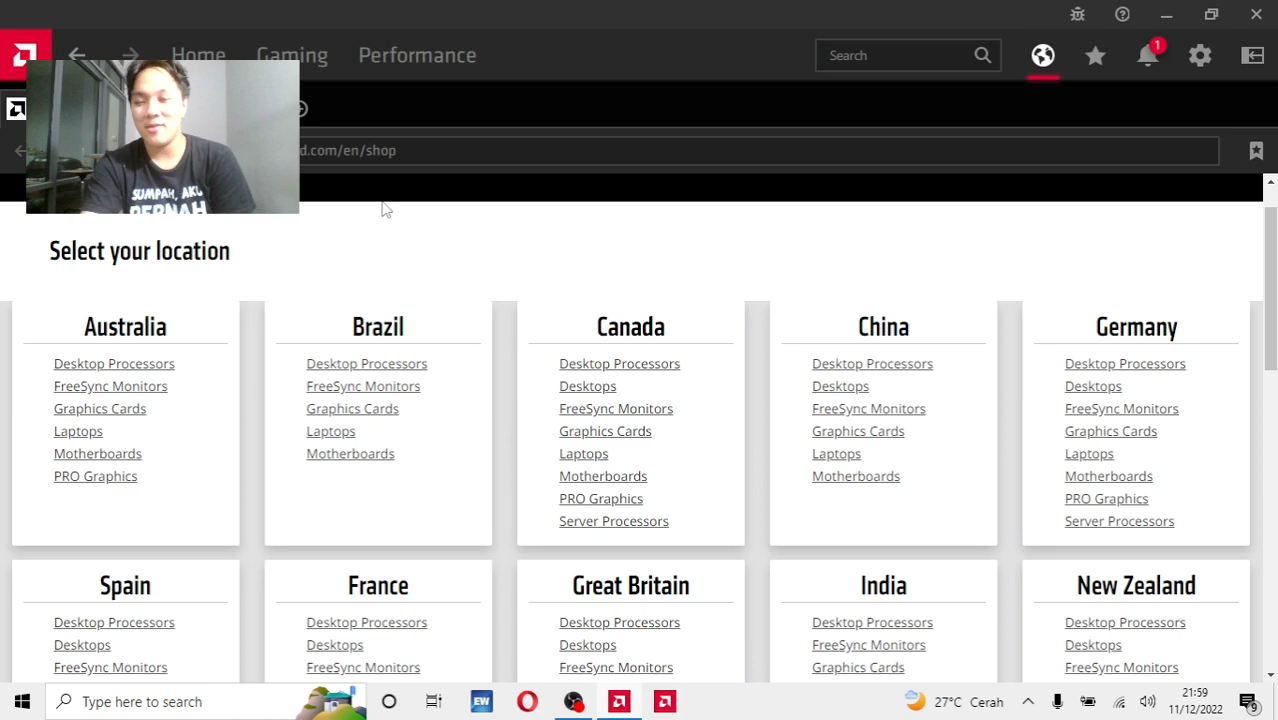 Home Gaming Performance Search 1
d.com/en/shop
SUMPAH, AKU
PERNAH
Select your location
Australia
Desktop Processors
FreeSync Monitors
Graphics Cards
Laptops
Motherboards
PRO Graphics
Brazil
Desktop Processors
FreeSync Monitors
Graphics Cards
Laptops
Motherboards
Canada
Desktop Processors
Desktops
FreeSync Monitors
Graphics Cards
Laptops
Motherboards
PRO Graphics
Server Processors
China
Desktop Processors
Desktops
FreeSync Monitors
Graphics Cards
Laptops
Motherboards
Germany
Desktop Processors
Desktops
FreeSync Monitors
Graphics Cards
Laptops
Motherboards
PRO Graphics
Server Processors
Spain
Desktop Processors
Desktops
FreeSync Monitors
France
Desktop Processors
Desktops
FreeSync Monitors
Great Britain
Desktop Processors
Desktops
FreeSync Monitors
India
Desktop Processors
FreeSync Monitors
Graphics Cards
New Zealand
Desktop Processors
Desktops
FreeSync Monitors
Type here to search
EW
27°C Cerah
21:59
11/12/2022
9